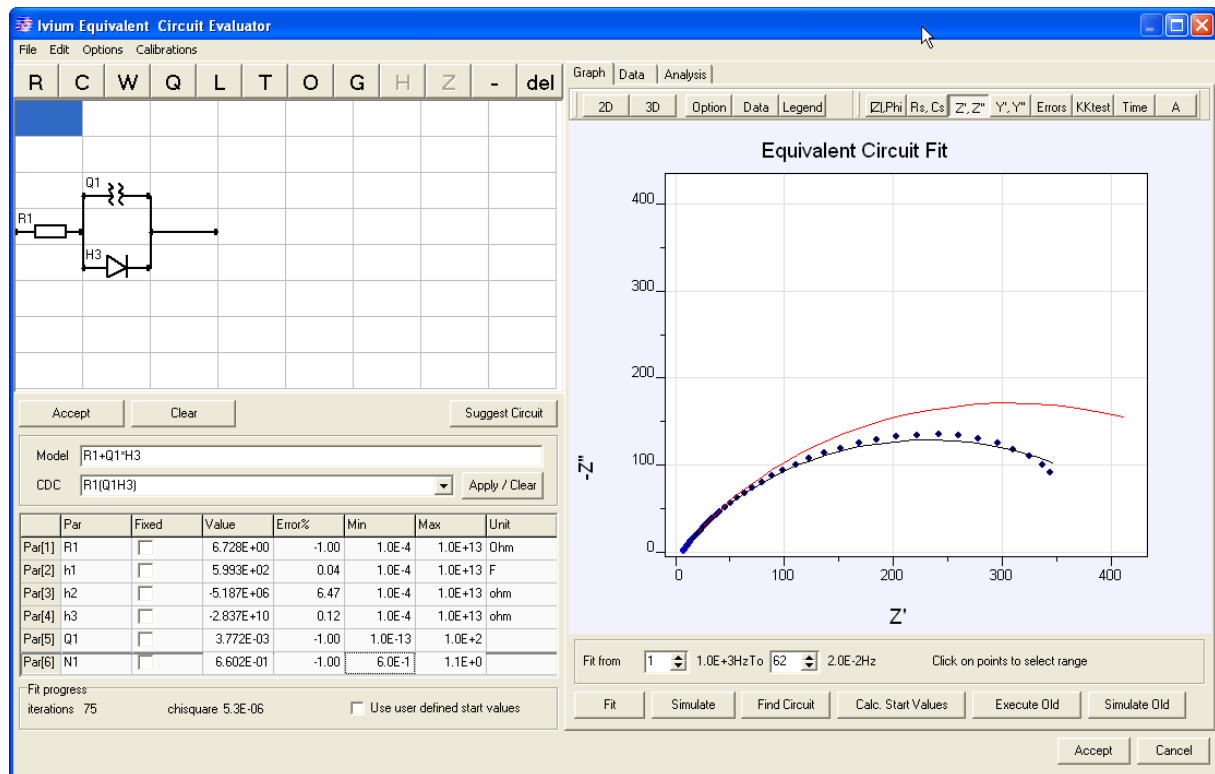 Ivium Equivalent Circuit Evaluator
File Edit Options Calibrations
R C W Q L T O G H Z - del
Q1
R1
H3
Accept Clear Suggest Circuit
Model R1+Q1*H3
CDC R1(Q1H3) Apply / Clear
Par Fixed Value Error% Min Max Unit
Par[1] R1 6.728E+00 -1.00 1.0E-4 1.0E+13 Ohm
Par[2] h1 5.993E+02 0.04 1.0E-4 1.0E+13 F
Par[3] h2 -5.187E+06 6.47 1.0E-4 1.0E+13 ohm
Par[4] h3 -2.837E+10 0.12 1.0E-4 1.0E+13 ohm
Par[5] Q1 3.772E-03 -1.00 1.0E-13 1.0E+2
Par[6] N1 6.602E-01 -1.00 6.0E-1 1.1E+0
Fit progress
iterations 75 chisquare 5.3E-06 Use user defined start values
Graph Data Analysis
2D 3D Option Data Legend |Z|,Phi Rs, Cs Z', Z" Y', Y" Errors KKtest Time A
Equivalent Circuit Fit
400
300
200
100
0
-Z"
0 100 200 300 400
Z'
Fit from 1 1.0E+3Hz To 62 2.0E-2Hz Click on points to select range
Fit Simulate Find Circuit Calc. Start Values Execute Old Simulate Old
Accept Cancel